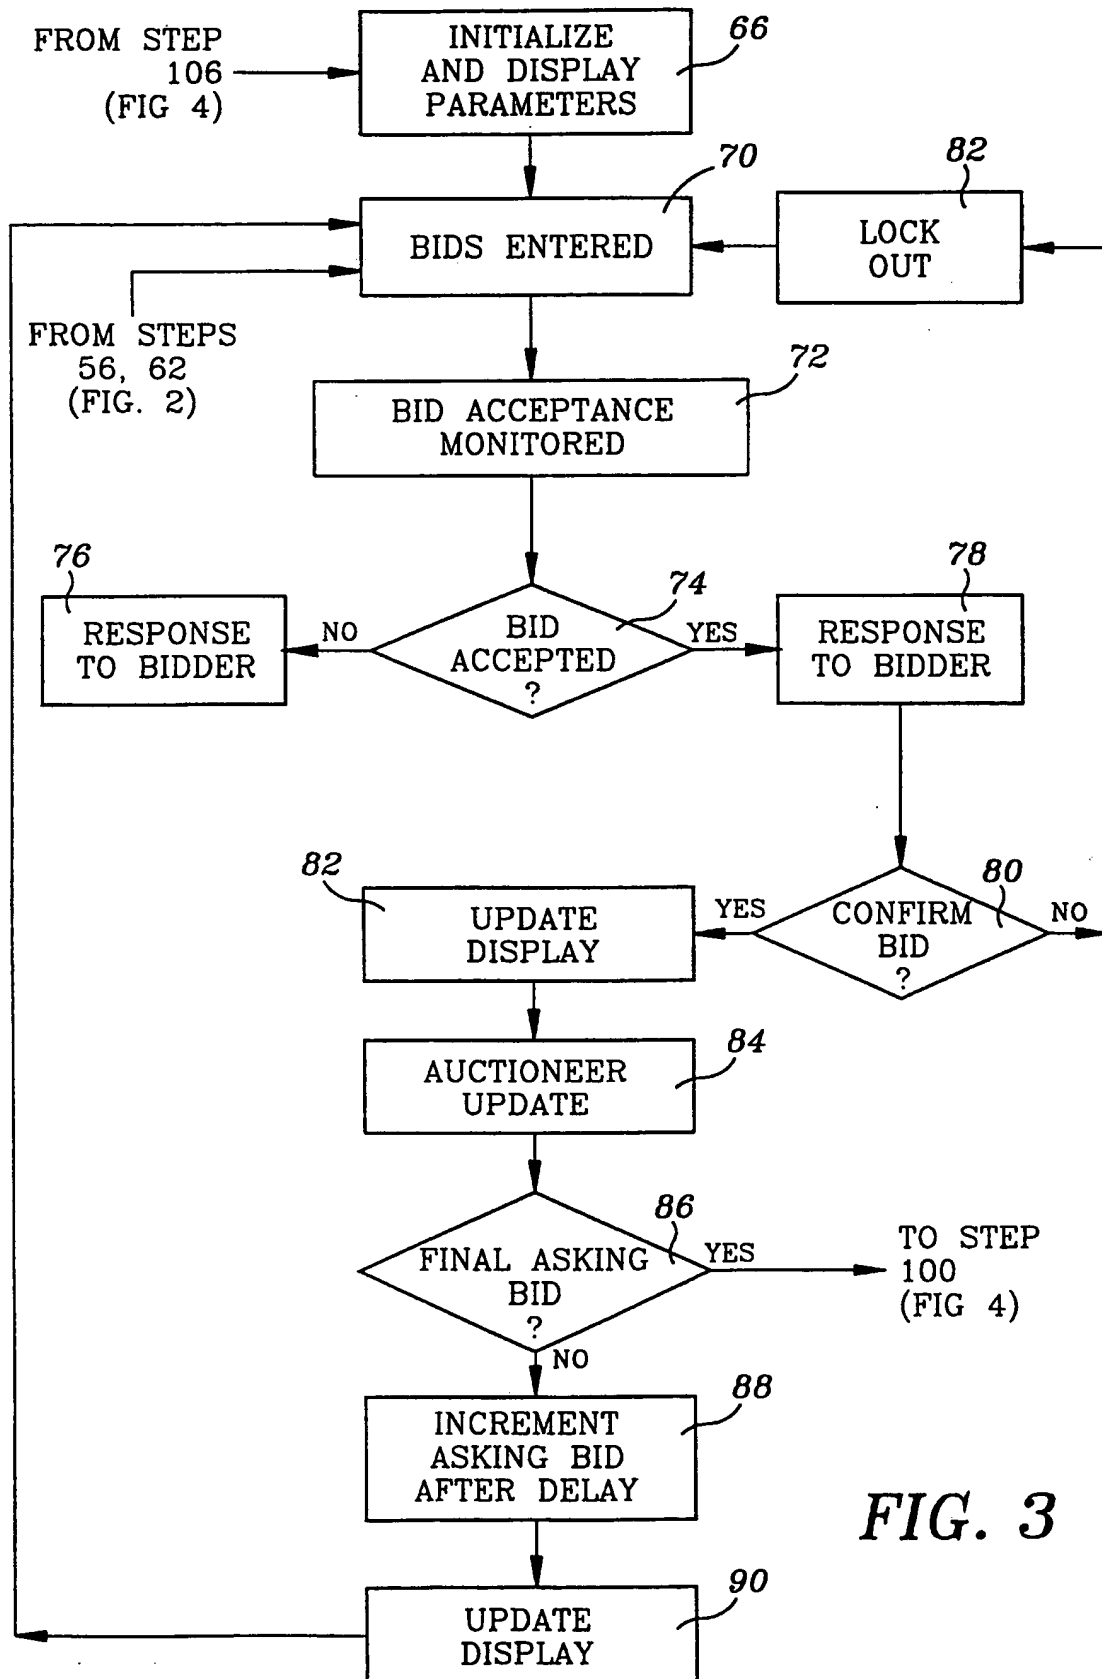 FROM STEP
106
(FIG 4)
INITIALIZE
AND DISPLAY
PARAMETERS
66
70
BIDS ENTERED
82
LOCK
OUT
FROM STEPS
56, 62
(FIG. 2)
72
BID ACCEPTANCE
MONITORED
76
RESPONSE
TO BIDDER
NO
74
BID
ACCEPTED
?
YES
78
RESPONSE
TO BIDDER
80
CONFIRM
BID
?
NO
YES
82
UPDATE
DISPLAY
84
AUCTIONEER
UPDATE
86
FINAL ASKING
BID
?
YES
TO STEP
100
(FIG 4)
NO
88
INCREMENT
ASKING BID
AFTER DELAY
90
UPDATE
DISPLAY
FIG. 3